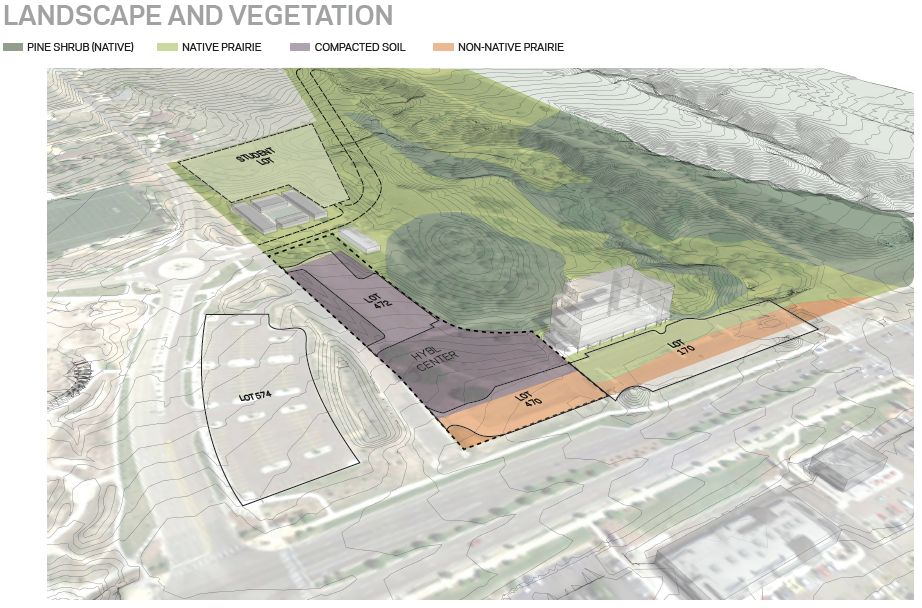 LANDSCAPE AND VEGETATION
PINE SHRUB (NATIVE)
NATIVE PRAIRIE
COMPACTED SOIL
NON-NATIVE PRAIRIE
STUDENT
LOT
LOT
472
HYBL
CENTER
LOT
170
LOT 574
LOT
470